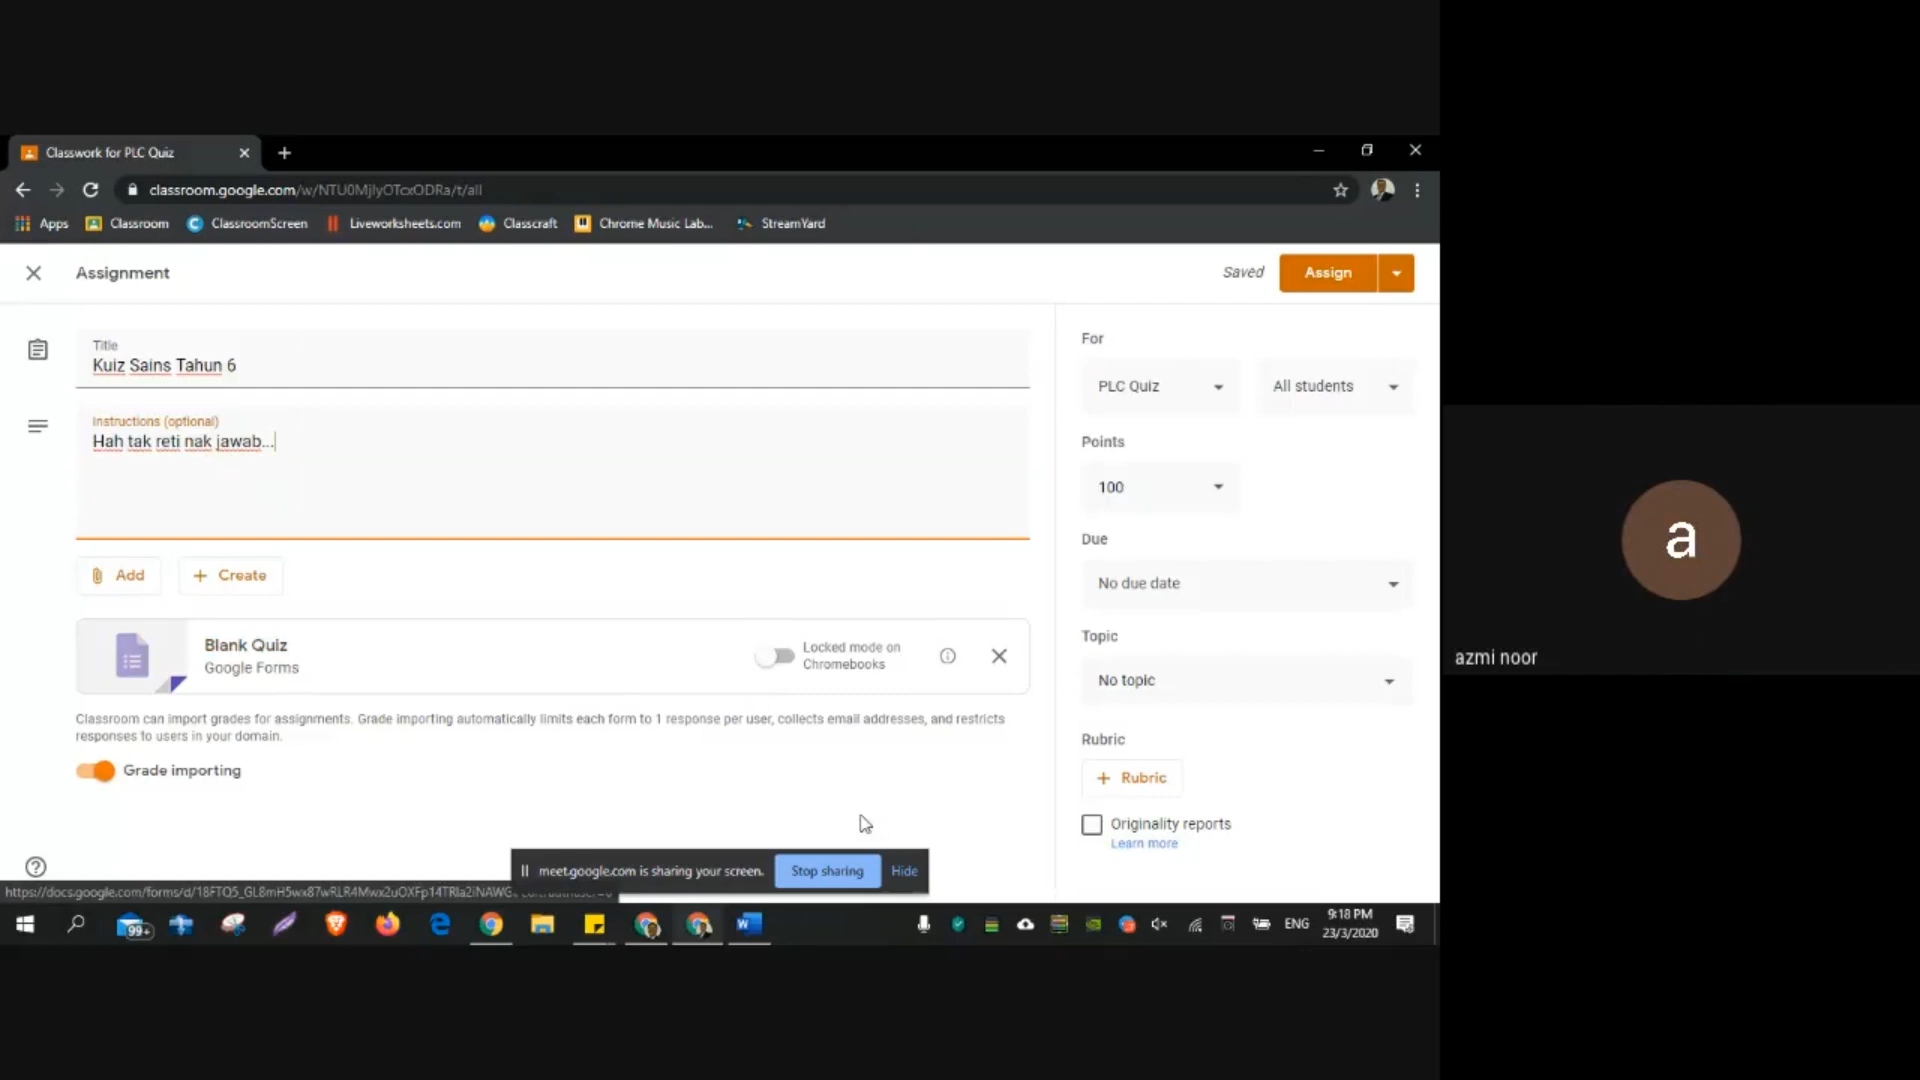 Classwork for PLC Quiz
classroom.google.com/w/NTU0MjIyOTcxODRa/t/all
Apps Classroom ClassroomScreen Liveworksheets.com Classcraft Chrome Music Lab... StreamYard
Assignment Saved Assign
Title
Kuiz Sains Tahun 6
Instructions (optional)
Hah tak reti nak jawab...
Add Create
Blank Quiz
Google Forms
Locked mode on
Chromebooks
Classroom can import grades for assignments. Grade importing automatically limits each form to 1 response per user, collects email addresses, and restricts
responses to users in your domain.
Grade importing
For
PLC Quiz All students
Points
100
Due
No due date
Topic
No topic
Rubric
+ Rubric
Originality reports
Learn more
meet.google.com is sharing your screen. Stop sharing Hide
99+
ENG
9:18 PM
23/3/2020
a
azmi noor